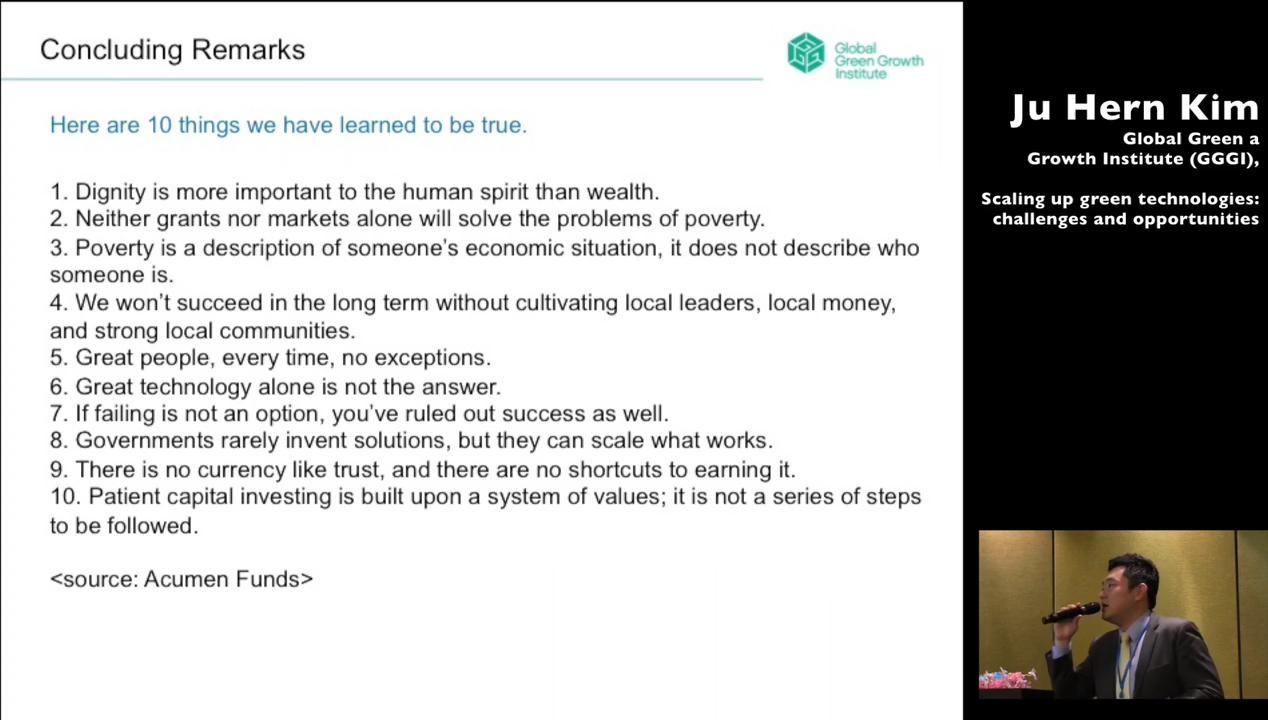 Concluding Remarks
Global
Green Growth
Institute
Here are 10 things we have learned to be true.
1. Dignity is more important to the human spirit than wealth.
2. Neither grants nor markets alone will solve the problems of poverty.
3. Poverty is a description of someone’s economic situation, it does not describe who
someone is.
4. We won’t succeed in the long term without cultivating local leaders, local money,
and strong local communities.
5. Great people, every time, no exceptions.
6. Great technology alone is not the answer.
7. If failing is not an option, you’ve ruled out success as well.
8. Governments rarely invent solutions, but they can scale what works.
9. There is no currency like trust, and there are no shortcuts to earning it.
10. Patient capital investing is built upon a system of values; it is not a series of steps
to be followed.
<source: Acumen Funds>
Ju Hern Kim
Global Green a
Growth Institute (GGGI),
Scaling up green technologies:
challenges and opportunities